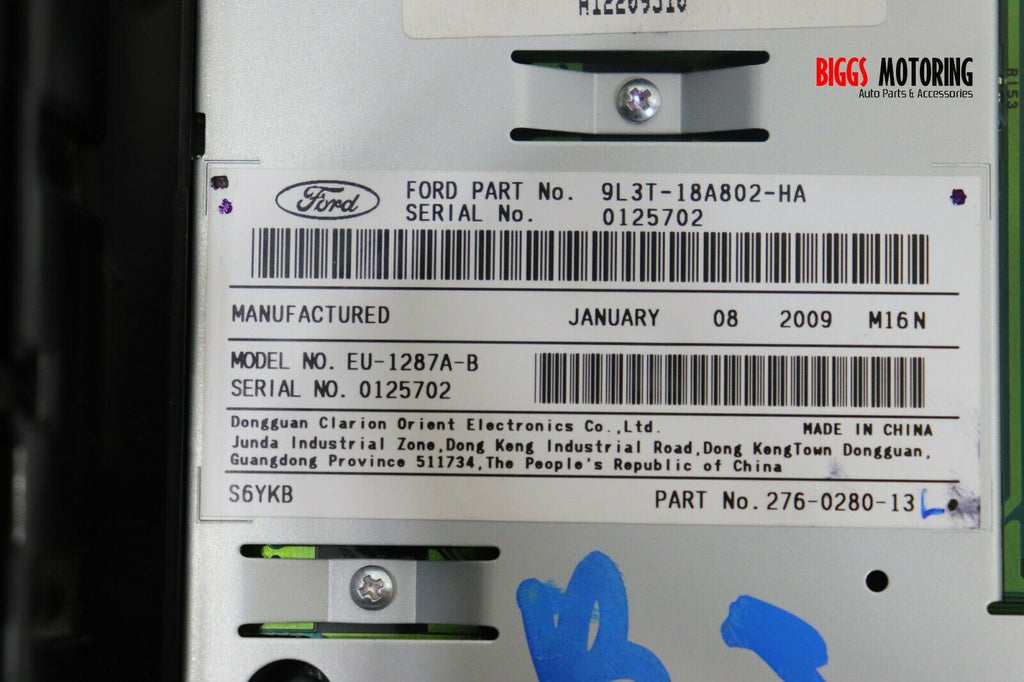 A12209510
BIGGS MOTORING
Auto Parts & Accessories
R153
Ford
FORD PART No. 9L3T-18A802-HA
SERIAL No. 0125702
MANUFACTURED JANUARY 08 2009 M16N
MODEL NO. EU-1287A-B
SERIAL NO. 0125702
Dongguan Clarion Orient Electronics Co.,Ltd. MADE IN CHINA
Junda Industrial Zone,Dong Keng Industrial Road,Dong KengTown Dongguan,
Guangdong Province 511734,The People's Republic of China
S6YKB PART No. 276-0280-13 L